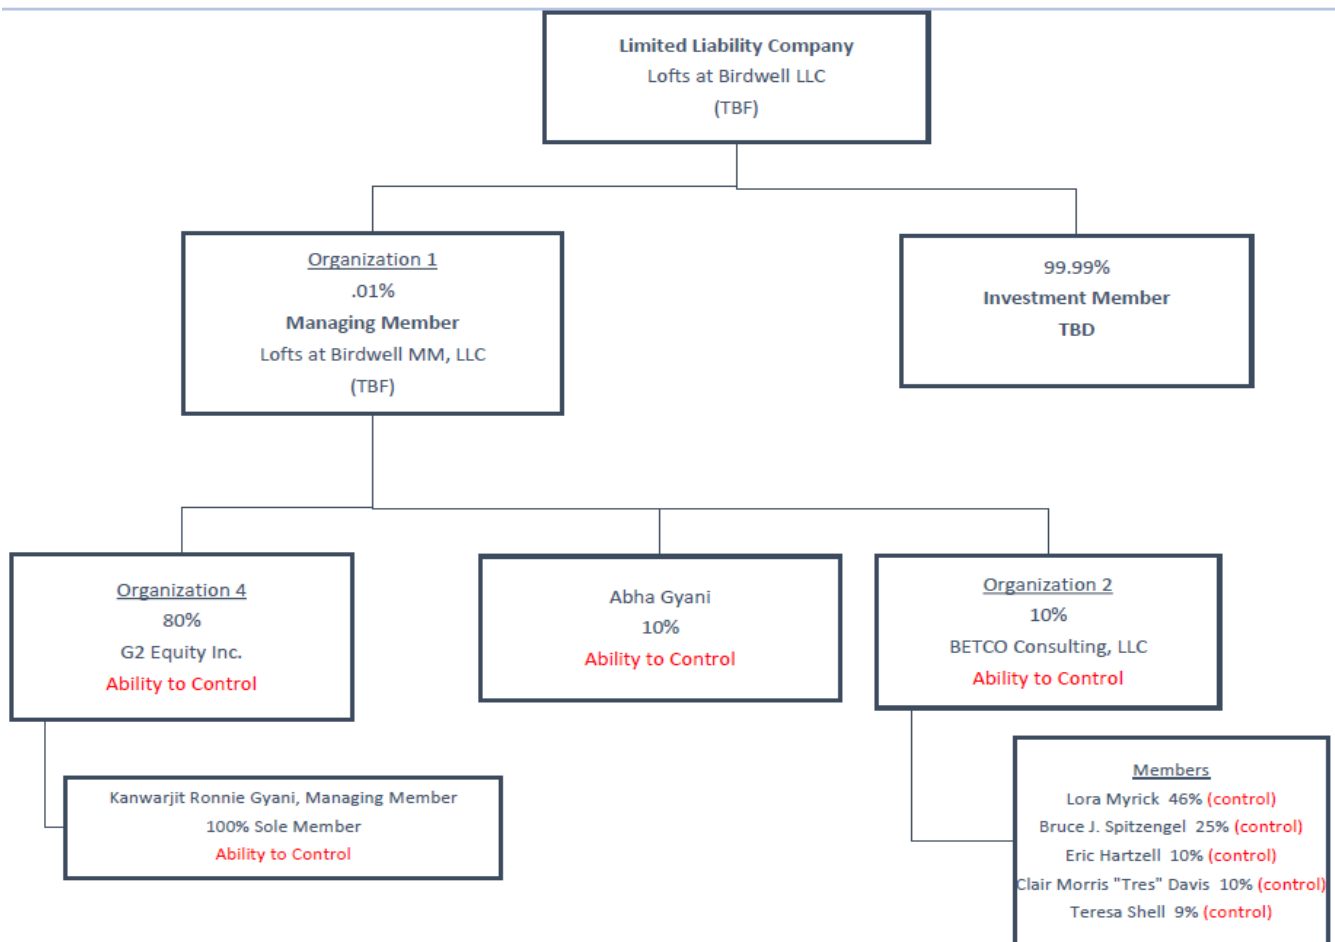 Limited Liability Company
Lofts at Birdwell LLC
(TBF)
Organization 1
.01%
Managing Member
Lofts at Birdwell MM, LLC
(TBF)
99.99%
Investment Member
TBD
Organization 4
80%
G2 Equity Inc.
Ability to Control
Abha Gyani
10%
Ability to Control
Organization 2
10%
BETCO Consulting, LLC
Ability to Control
Kanwarjit Ronnie Gyani, Managing Member
100% Sole Member
Ability to Control
Members
Lora Myrick 46% (control)
Bruce J. Spitzengel 25% (control)
Eric Hartzell 10% (control)
Clair Morris "Tres" Davis 10% (control)
Teresa Shell 9% (control)